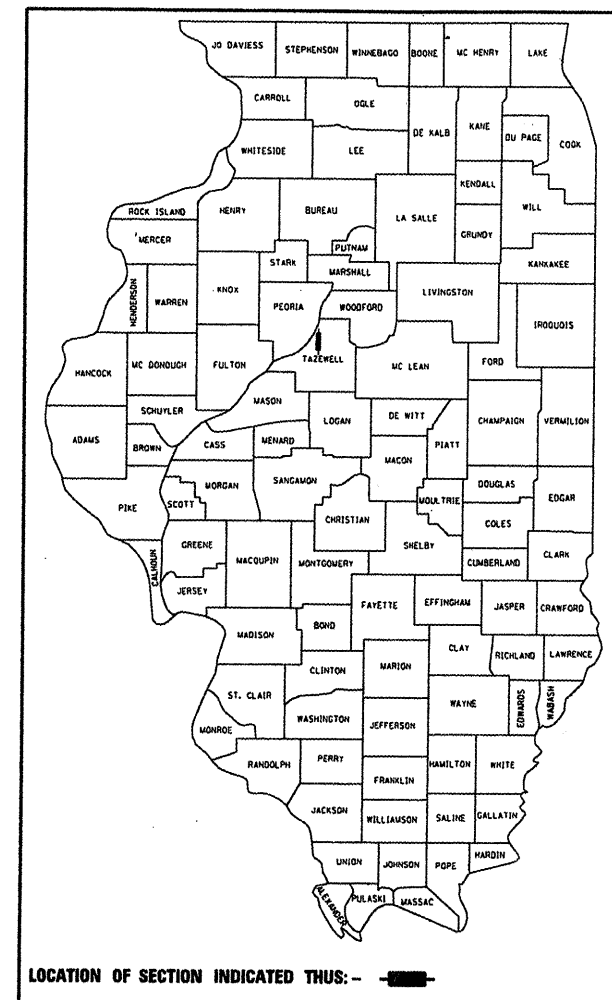 JO DAVIESS STEPHENSON WINNEBAGO BOONE MC HENRY LAKE
CARROLL OGLE DE KALB KANE DU PAGE COOK
WHITESIDE LEE KENDALL WILL
ROCK ISLAND HENRY BUREAU LA SALLE GRUNDY
MERCER PUTNAM KANKAKEE
STARK MARSHALL
HENDERSON WARREN KNOX PEORIA WOODFORD LIVINGSTON IROQUOIS
HANCOCK MC DONOUGH FULTON TAZEWELL MC LEAN FORD
SCHUYLER MASON LOGAN DE WITT CHAMPAIGN VERMILION
ADAMS BROWN CASS MENARD MACON PIATT
PIKE SCOTT MORGAN SANGAMON CHRISTIAN MOULTRIE DOUGLAS EDGAR
COLES
CALHOUN GREENE MACOUPIN MONTGOMERY SHELBY CUMBERLAND CLARK
JERSEY FAYETTE EFFINGHAM JASPER CRAWFORD
MADISON BOND
CLAY RICHLAND LAWRENCE
CLINTON MARION
ST. CLAIR WAYNE EDWARDS WABASH
MONROE WASHINGTON JEFFERSON
RANDOLPH PERRY HAMILTON WHITE
FRANKLIN
JACKSON WILLIAMSON SALINE GALLATIN
UNION JOHNSON POPE HARDIN
ALEXANDER PULASKI MASSAC
LOCATION OF SECTION INDICATED THUS: -